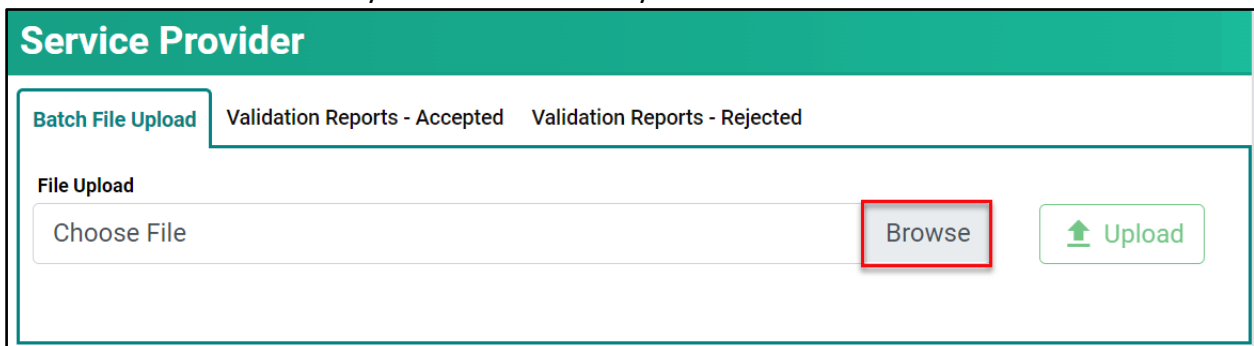 Service Provider
Batch File Upload Validation Reports - Accepted Validation Reports - Rejected
File Upload
Choose File Browse Upload